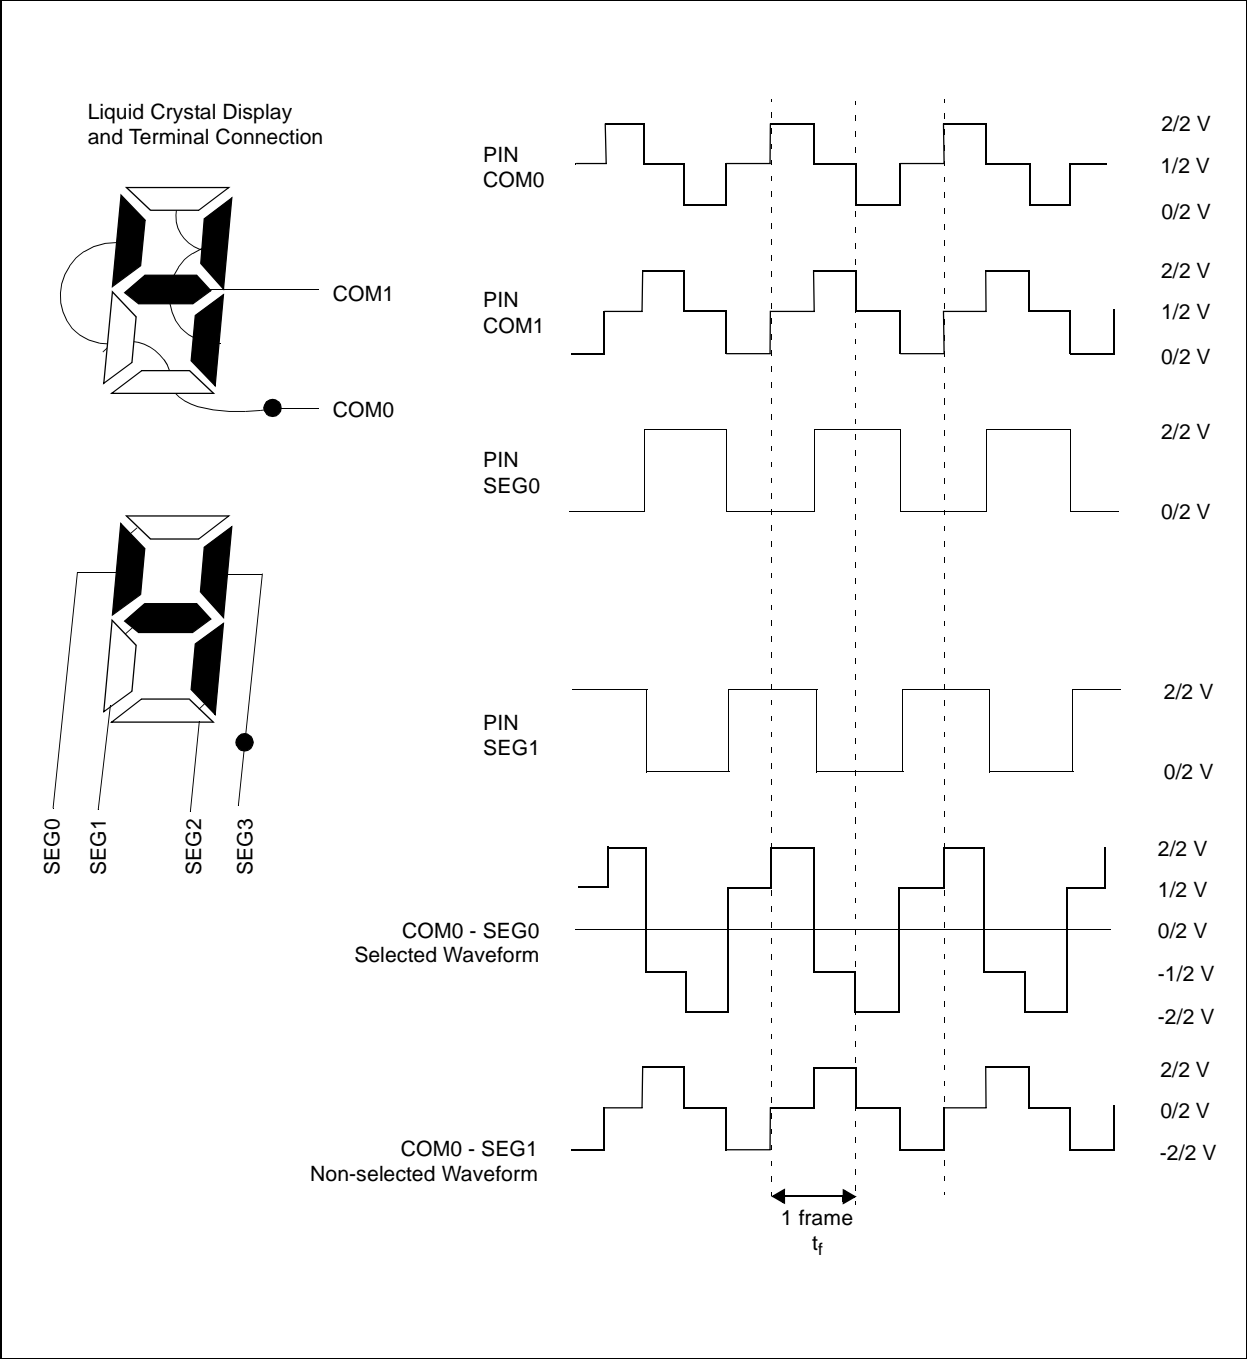 Liquid Crystal Display
and Terminal Connection
COM1
COM0
SEG0
SEG1
SEG2
SEG3
PIN
COM0
2/2 V
1/2 V
0/2 V
PIN
COM1
2/2 V
1/2 V
0/2 V
PIN
SEG0
2/2 V
0/2 V
PIN
SEG1
2/2 V
0/2 V
COM0 - SEG0
Selected Waveform
2/2 V
1/2 V
0/2 V
-1/2 V
-2/2 V
COM0 - SEG1
Non-selected Waveform
2/2 V
0/2 V
-2/2 V
1 frame
tf